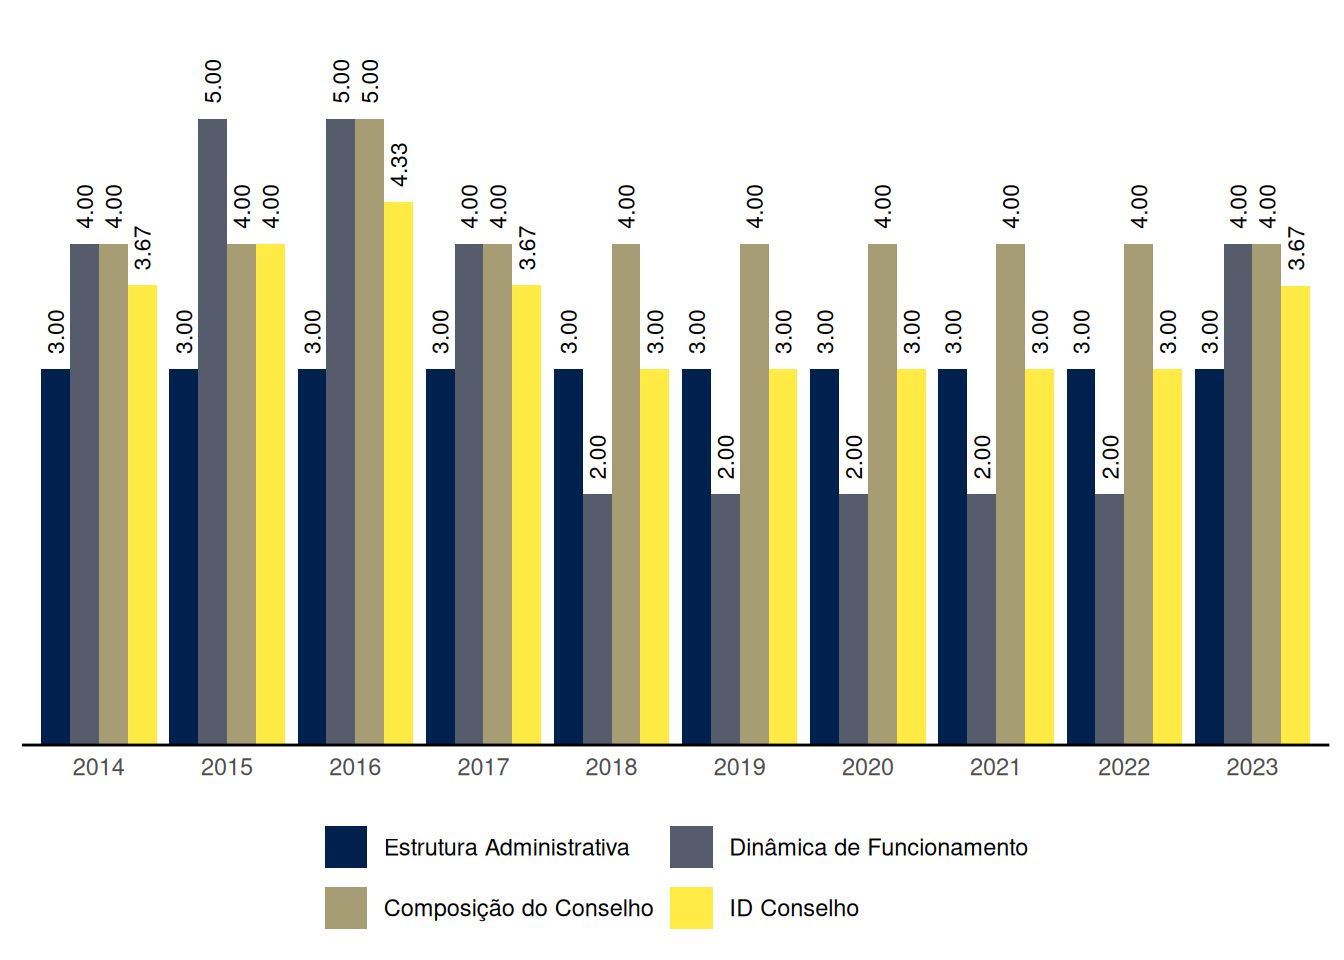 5.00 5.00 5.00
4.33
4.00 4.00 4.00 4.00 4.00 4.00 4.00 4.00 4.00 4.00 4.00 4.00 4.00
3.67 3.67 3.67
3.00 3.00 3.00 3.00 3.00 3.00 3.00 3.00 3.00 3.00 3.00 3.00 3.00 3.00 3.00
2.00 2.00 2.00 2.00 2.00
2014 2015 2016 2017 2018 2019 2020 2021 2022 2023
Estrutura Administrativa Dinâmica de Funcionamento
Composição do Conselho ID Conselho